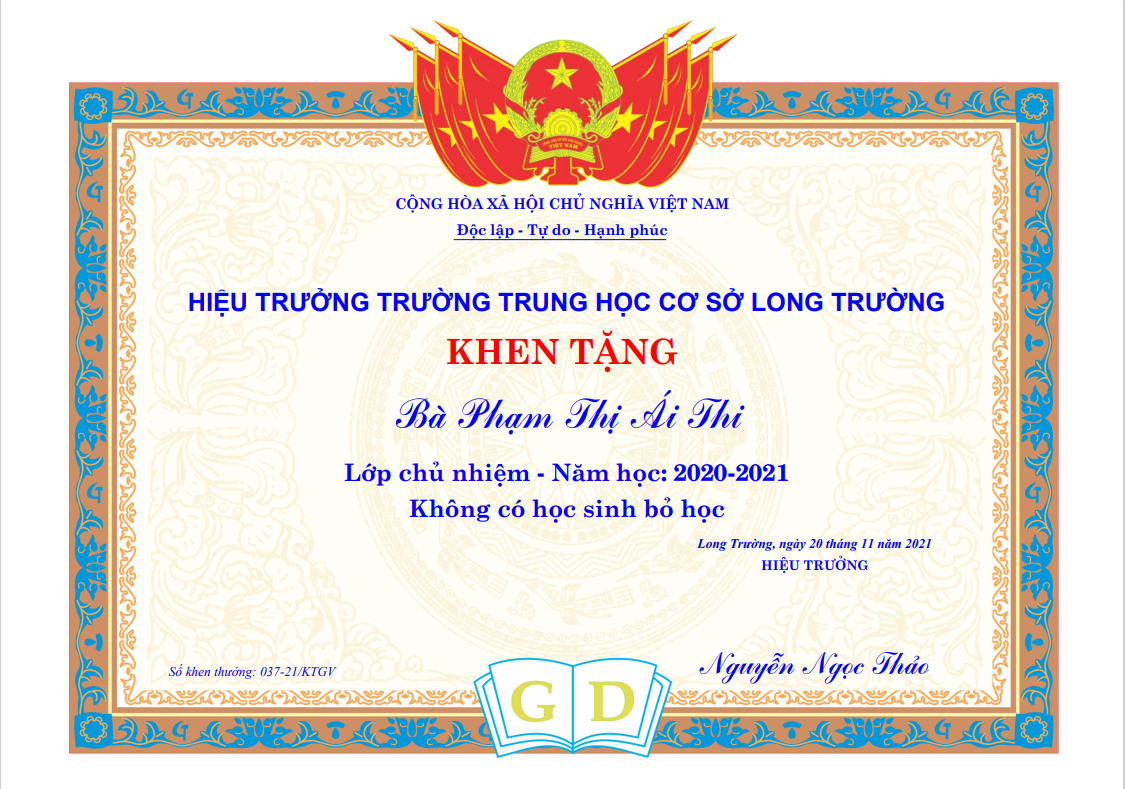 VIỆT NAM
CỘNG HÒA XÃ HỘI CHỦ NGHĨA VIỆT NAM
Độc lập - Tự do - Hạnh phúc
HIỆU TRƯỞNG TRƯỜNG TRUNG HỌC CƠ SỞ LONG TRƯỜNG
KHEN TẶNG
Bà Phạm Thị Ái Thi
Lớp chủ nhiệm - Năm học: 2020-2021
Không có học sinh bỏ học
Long Trường, ngày 20 tháng 11 năm 2021
HIỆU TRƯỞNG
Nguyễn Ngọc Thảo
Số khen thưởng: 037-21/KTGV
GD